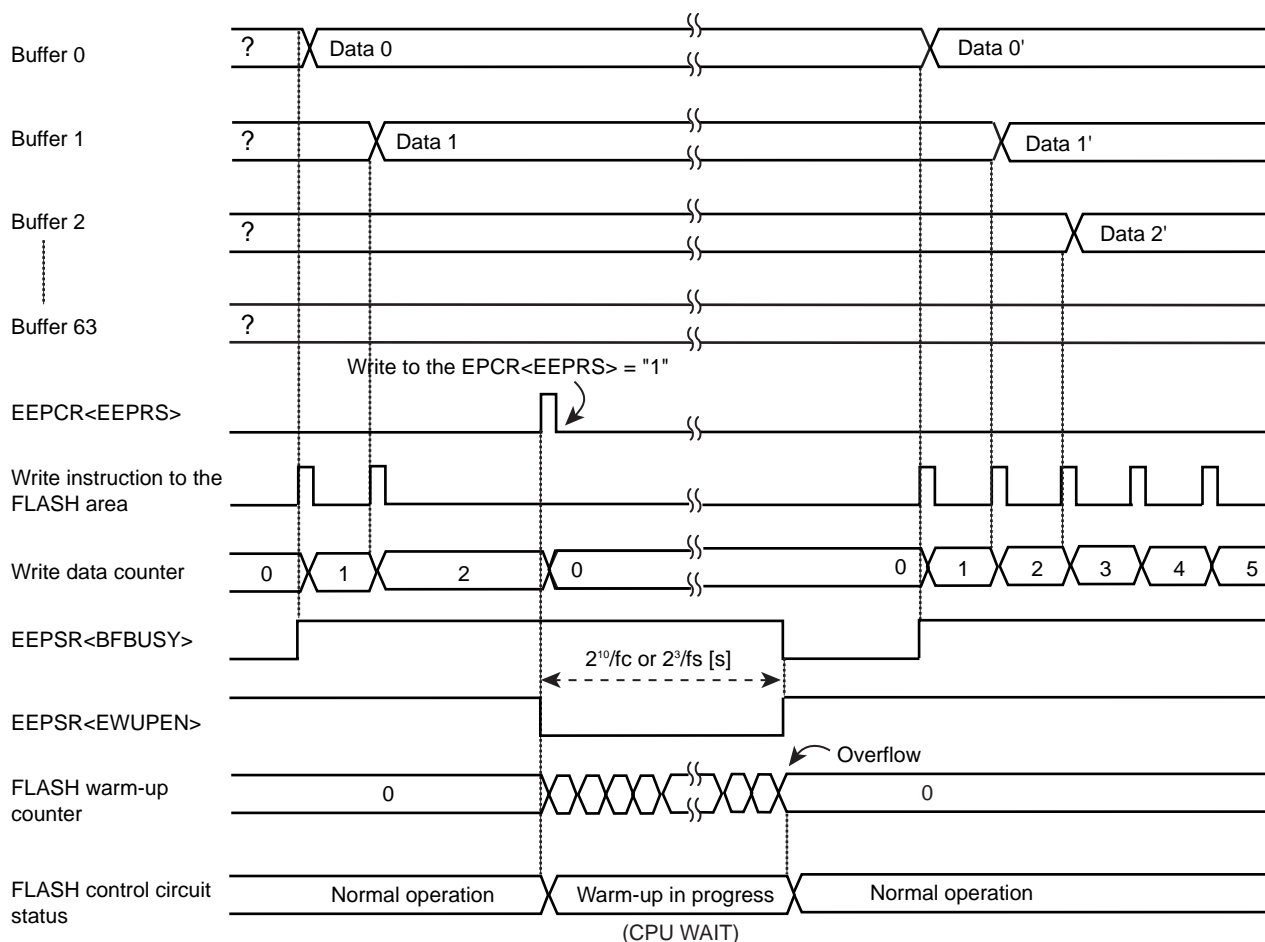 Buffer 0
?
Data 0
Data 0'
Buffer 1
?
Data 1
Data 1'
Buffer 2
?
Data 2'
Buffer 63
?
Write to the EPCR<EEPRS> = "1"
EEPCR<EEPRS>
Write instruction to the
FLASH area
Write data counter
0 1 2 0 0 1 2 3 4 5
EEPSR<BFBUSY>
2¹⁰/fc or 2³/fs [s]
EEPSR<EWUPEN>
Overflow
FLASH warm-up
counter
0
0
FLASH control circuit
status
Normal operation
Warm-up in progress
Normal operation
(CPU WAIT)